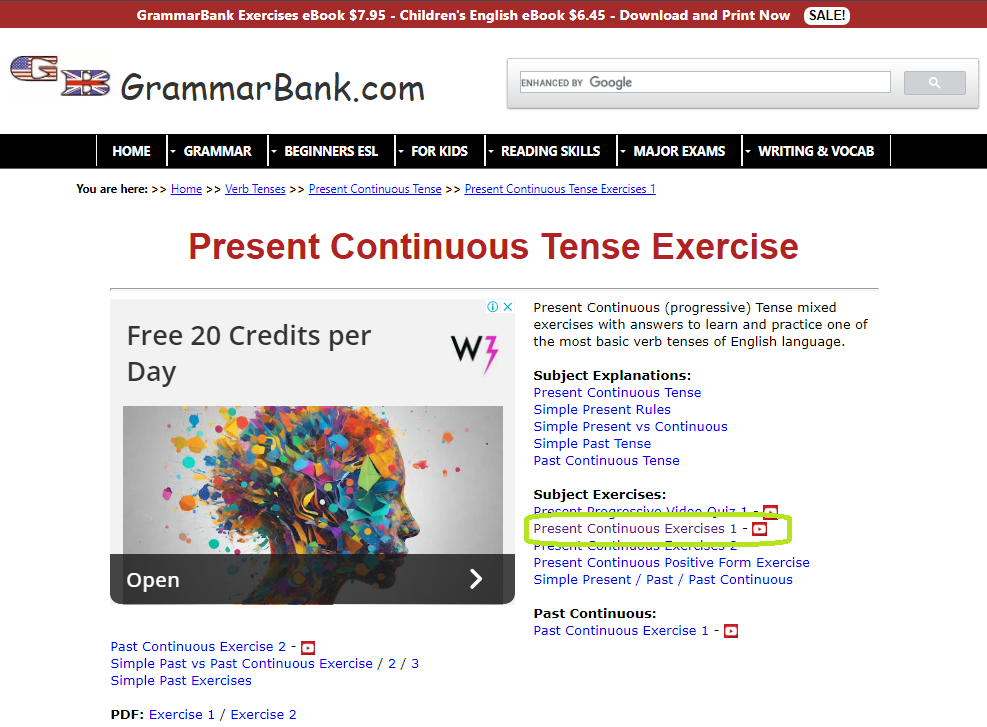 GrammarBank Exercises eBook $7.95 - Children's English eBook $6.45 - Download and Print Now SALE!
GrammarBank.com
ENHANCED BY Google
HOME GRAMMAR BEGINNERS ESL FOR KIDS READING SKILLS MAJOR EXAMS WRITING & VOCAB
You are here: >> Home >> Verb Tenses >> Present Continuous Tense >> Present Continuous Tense Exercises 1
Present Continuous Tense Exercise
Free 20 Credits per
Day
W
Open
Present Continuous (progressive) Tense mixed
exercises with answers to learn and practice one of
the most basic verb tenses of English language.
Subject Explanations:
Present Continuous Tense
Simple Present Rules
Simple Present vs Continuous
Simple Past Tense
Past Continuous Tense
Subject Exercises:
Present Progressive Video Quiz 1 -
Present Continuous Exercises 1 -
Present Continuous Exercises 2
Present Continuous Positive Form Exercise
Simple Present / Past / Past Continuous
Past Continuous:
Past Continuous Exercise 1 -
Past Continuous Exercise 2 -
Simple Past vs Past Continuous Exercise / 2 / 3
Simple Past Exercises
PDF: Exercise 1 / Exercise 2